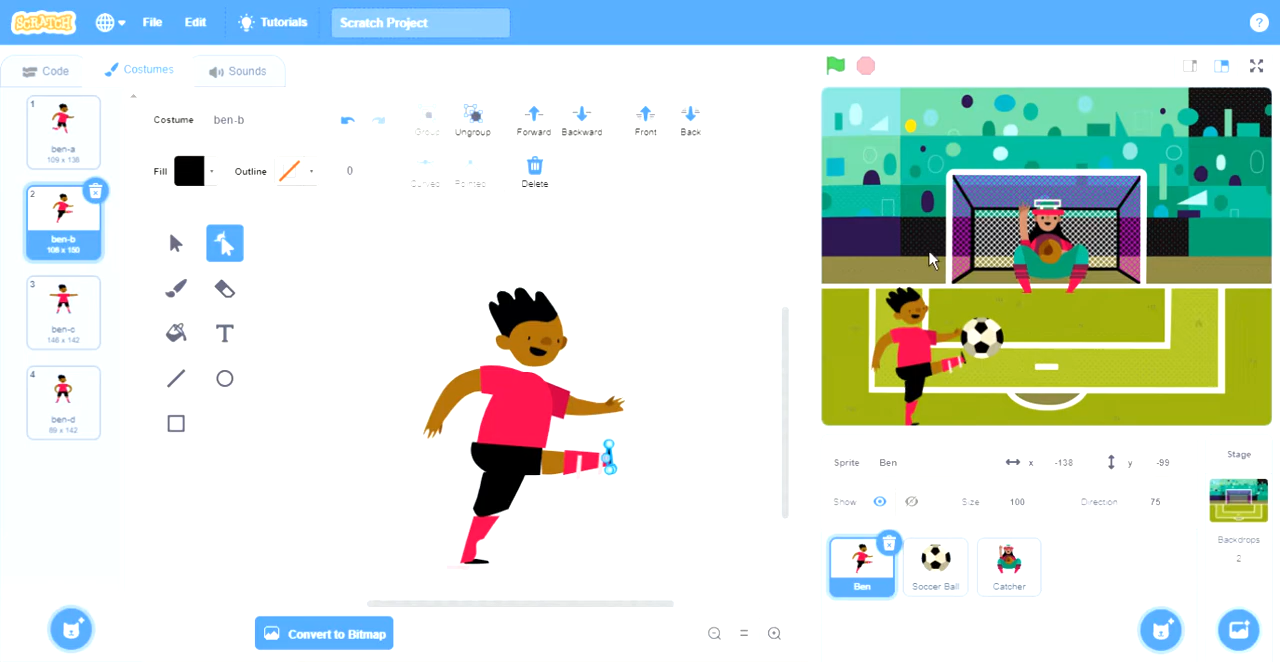 SCRATCH File Edit Tutorials Scratch Project ?
Code Costumes Sounds
1
ben-a
109 x 136
2
ben-b
108 x 150
3
ben-c
146 x 142
4
ben-d
89 x 142
Costume ben-b
Group Ungroup Forward Backward Front Back
Fill Outline 0
Curved Pointed Delete
T
Convert to Bitmap
Sprite Ben x -138 y -99
Show Size 100 Direction 75
Ben Soccer Ball Catcher
Stage
Backdrops
2